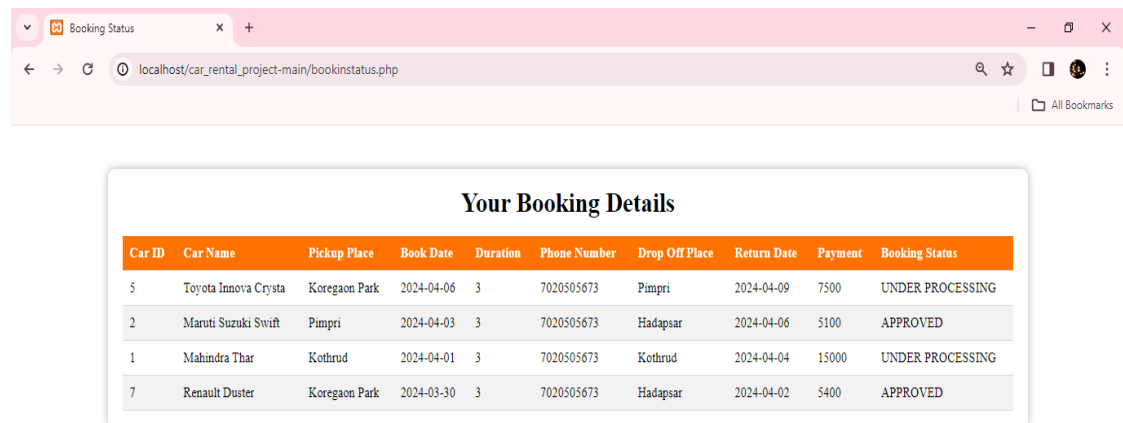 Booking Status
localhost/car_rental_project-main/bookinstatus.php
All Bookmarks
Your Booking Details
Car ID Car Name Pickup Place Book Date Duration Phone Number Drop Off Place Return Date Payment Booking Status
5 Toyota Innova Crysta Koregaon Park 2024-04-06 3 7020505673 Pimpri 2024-04-09 7500 UNDER PROCESSING
2 Maruti Suzuki Swift Pimpri 2024-04-03 3 7020505673 Hadapsar 2024-04-06 5100 APPROVED
1 Mahindra Thar Kothrud 2024-04-01 3 7020505673 Kothrud 2024-04-04 15000 UNDER PROCESSING
7 Renault Duster Koregaon Park 2024-03-30 3 7020505673 Hadapsar 2024-04-02 5400 APPROVED